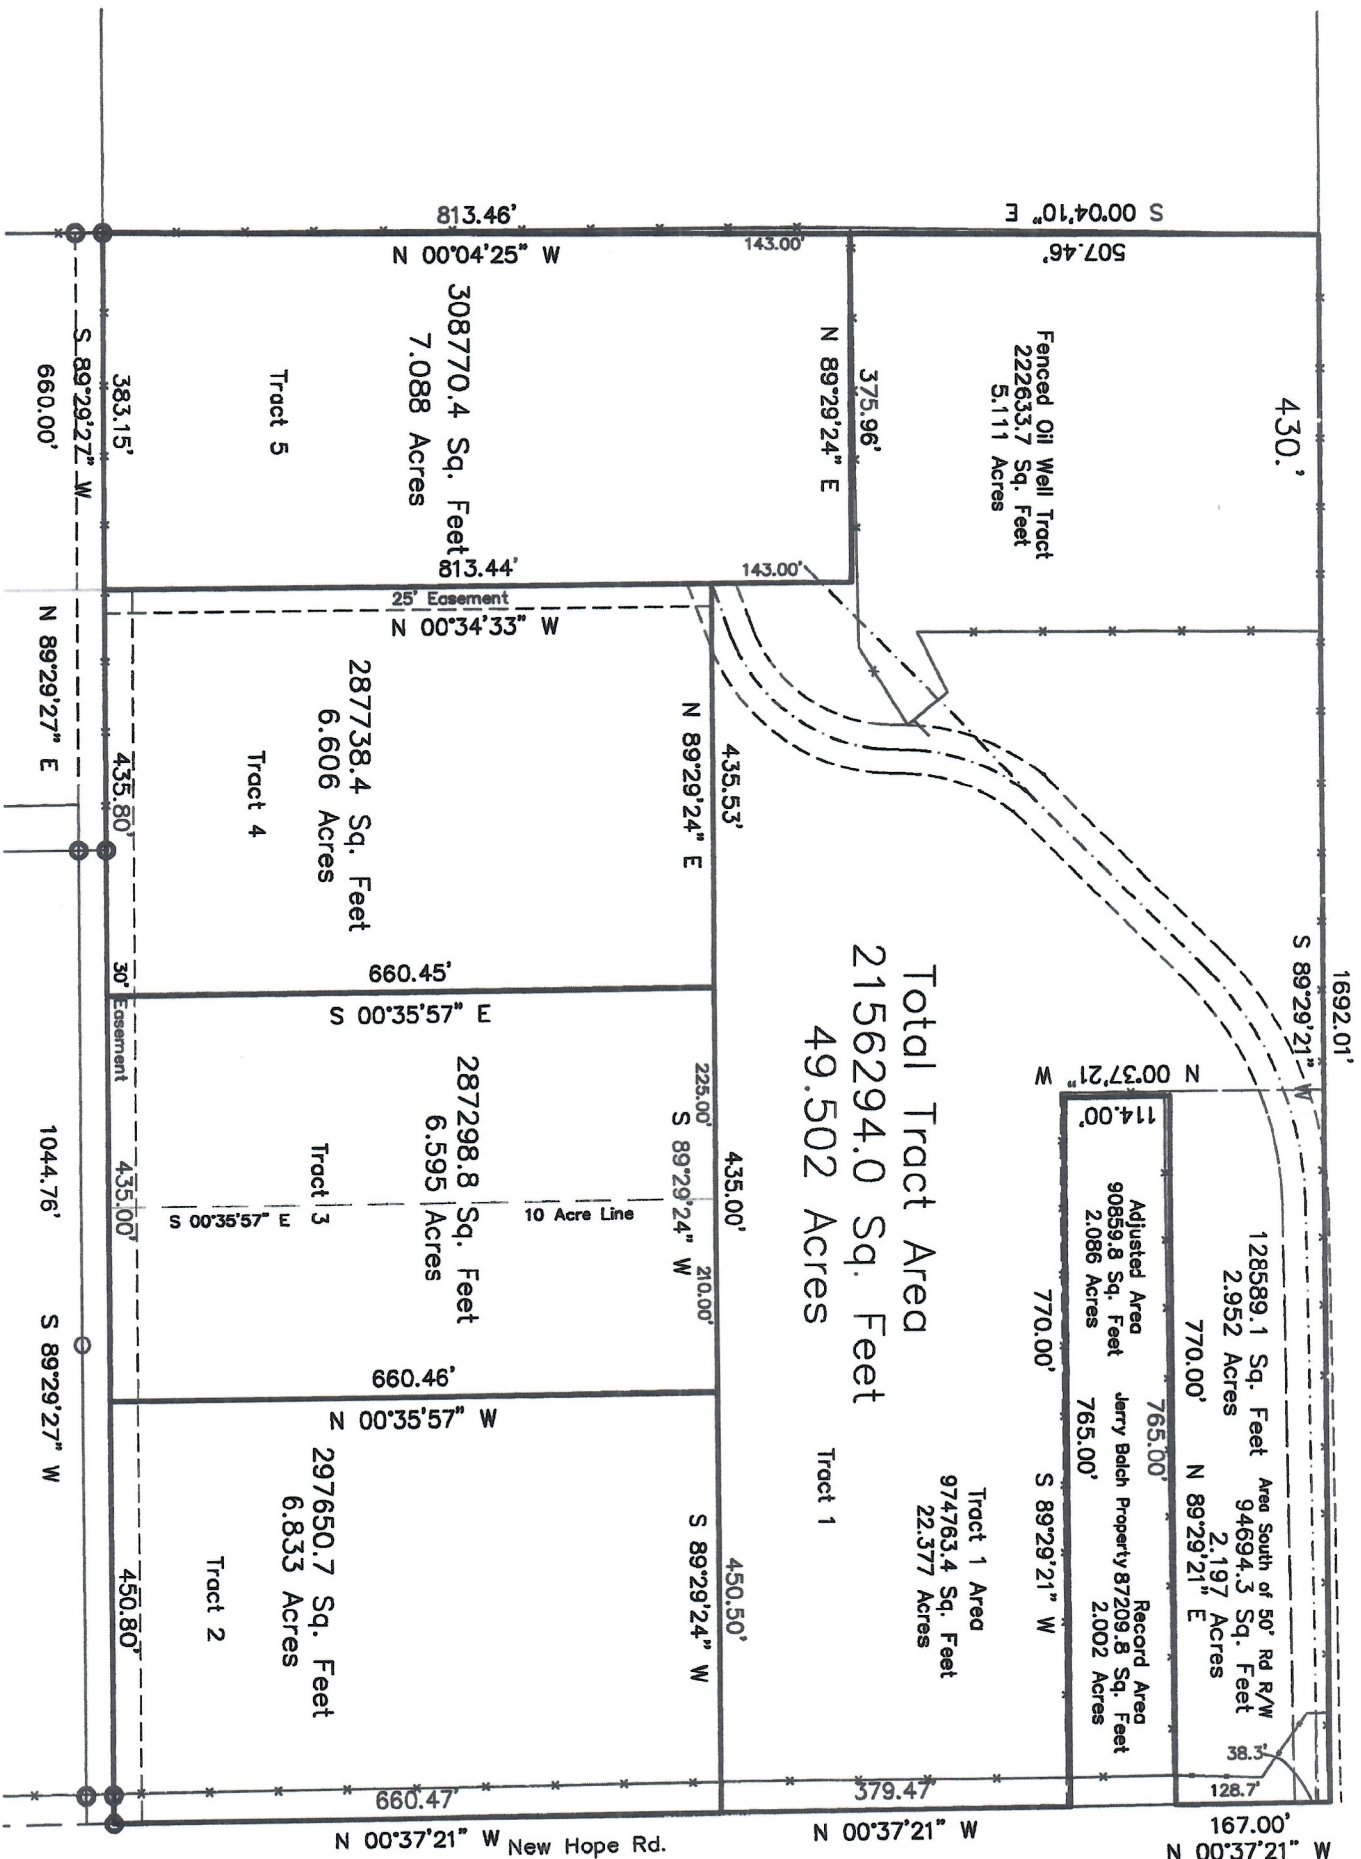 813.46'
N 00°04'25" W
143.00'
S 00°04'10" E
507.46'
430.'
Fenced Oil Well Tract
222633.7 Sq. Feet
5.111 Acres
375.96'
N 89°29'24" E
308770.4 Sq. Feet
7.088 Acres
Tract 5
383.15'
S 89°29'27" W
660.00'
813.44'
143.00'
25' Easement
N 00°34'33" W
N 89°29'27" E
435.80'
Tract 4
287738.4 Sq. Feet
6.606 Acres
N 89°29'24" E
435.53'
1692.01'
S 89°29'21" W
660.45'
S 00°35'57" E
30' Easement
435.00'
1044.76'
S 89°29'27" W
Total Tract Area
2156294.0 Sq. Feet
49.502 Acres
N 00°37'21" W
114.00'
225.00'
S 89°29'24" W
210.00'
435.00'
287298.8 Sq. Feet
6.595 Acres
Tract 3
S 00°35'57" E
10 Acre Line
770.00'
S 89°29'21" W
Adjusted Area
90859.8 Sq. Feet
2.086 Acres
765.00'
765.00'
Jerry Balch Property
Record Area
87209.8 Sq. Feet
2.002 Acres
128589.1 Sq. Feet
2.952 Acres
770.00'
N 89°29'21" E
Area South of 50' Rd R/W
94694.3 Sq. Feet
2.197 Acres
660.46'
N 00°35'57" W
Tract 1
Tract 1 Area
974763.4 Sq. Feet
22.377 Acres
450.50'
S 89°29'24" W
297650.7 Sq. Feet
6.833 Acres
Tract 2
450.80'
38.3'
128.7'
660.47'
379.47'
167.00'
N 00°37'21" W
New Hope Rd.
N 00°37'21" W
N 00°37'21" W